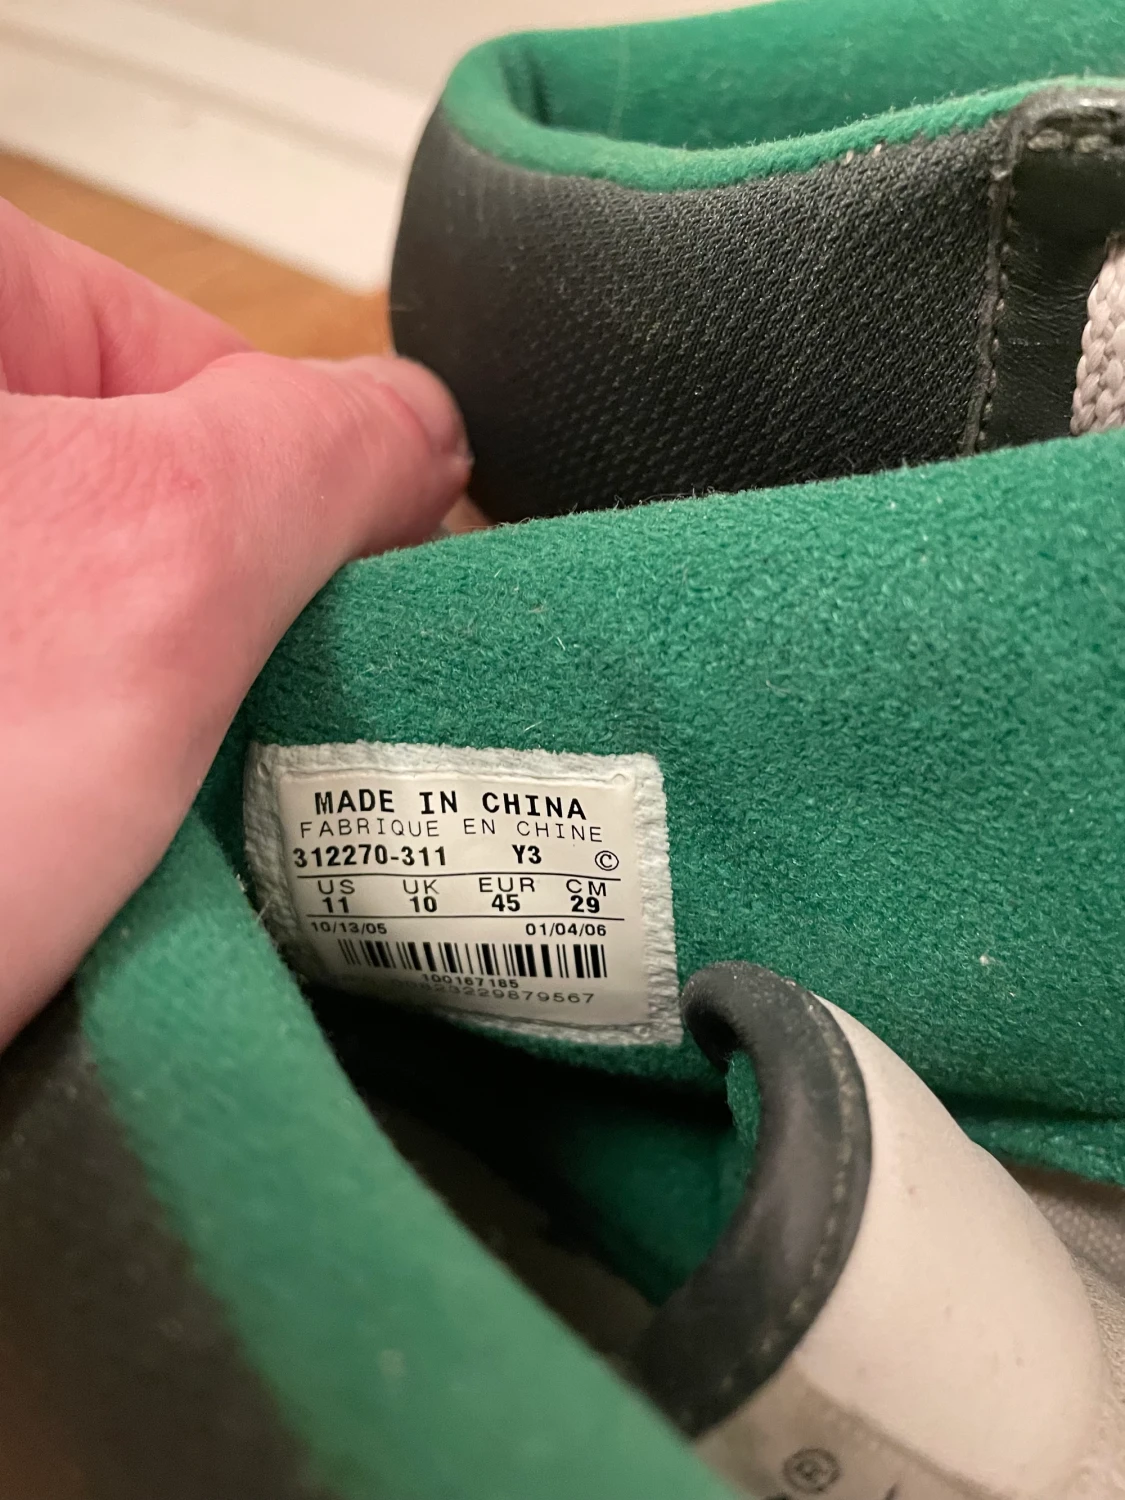 MADE IN CHINA
FABRIQUE EN CHINE
312270-311 Y3 ©
US UK EUR CM
11 10 45 29
10/13/05 01/04/06
100167185
823229879567
®